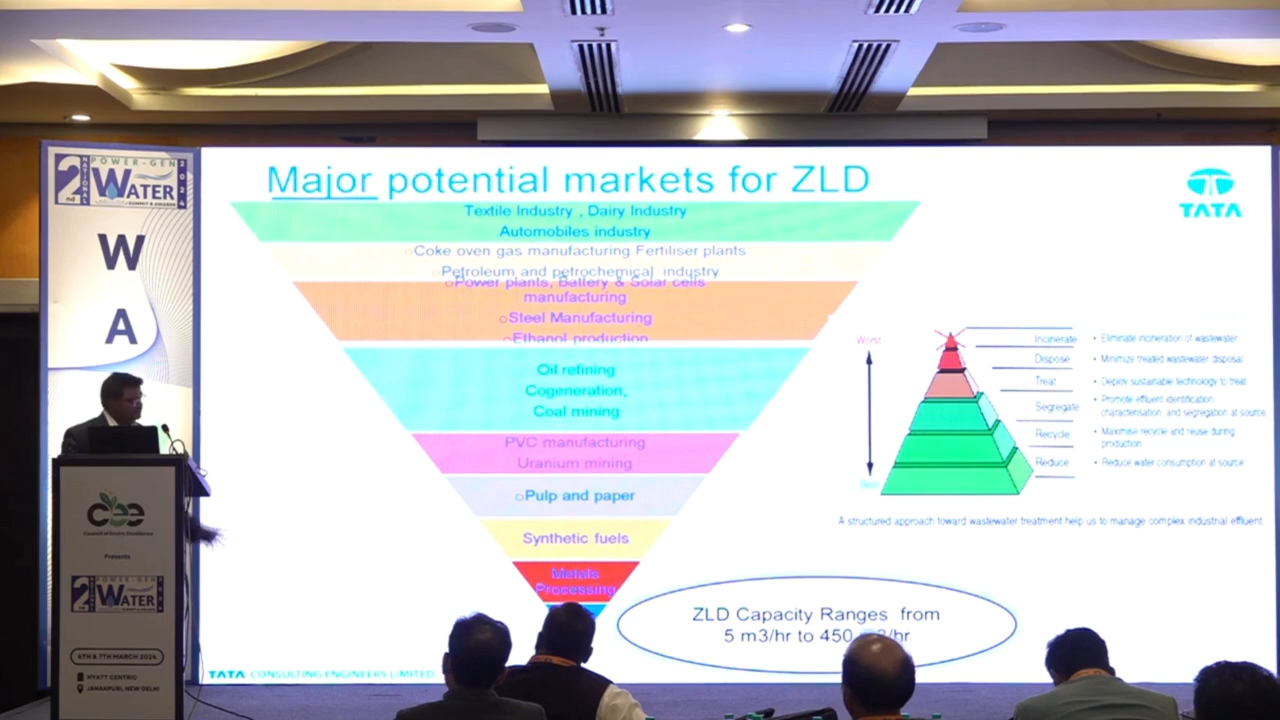 2nd
NATIONAL
POWER-GEN
WATER
SUMMIT & AWARDS
2024
W
A
Major potential markets for ZLD
TATA
Textile Industry , Dairy Industry
Automobiles industry
○Coke oven gas manufacturing Fertiliser plants
○Petroleum and petrochemical industry
○Power plants, Battery & Solar cells
manufacturing
○Steel Manufacturing
○Ethanol production
Oil refining
Cogeneration,
Coal mining
PVC manufacturing
Uranium mining
○Pulp and paper
Synthetic fuels
Metals
Processing
Worst
Incinerate • Eliminate incineration of wastewater
Dispose • Minimize treated wastewater disposal
Treat • Deploy sustainable technology to treat
Segregate • Promote effluent identification,
characterisation and segregation at source
Recycle • Maximise recycle and reuse during
production
Reduce • Reduce water consumption at source
A structured approach toward wastewater treatment help us to manage complex industrial effluent
ZLD Capacity Ranges from
5 m3/hr to 450 /hr
TATA CONSULTING ENGINEERS LIMITED
cee
Council of Enviro Excellence
Presents
2nd
POWER-GEN
WATER
6TH & 7TH MARCH 2024
HYATT CENTRIC
JANAKPURI, NEW DELHI